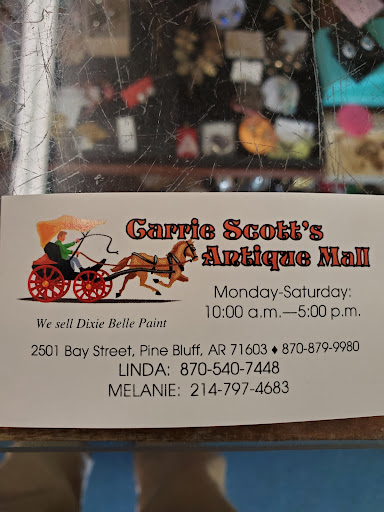 Carrie Scott's
Antique Mall
Monday-Saturday:
10:00 a.m.—5:00 p.m.
We sell Dixie Belle Paint
2501 Bay Street, Pine Bluff, AR 71603 ♦ 870-879-9980
LINDA: 870-540-7448
MELANIE: 214-797-4683